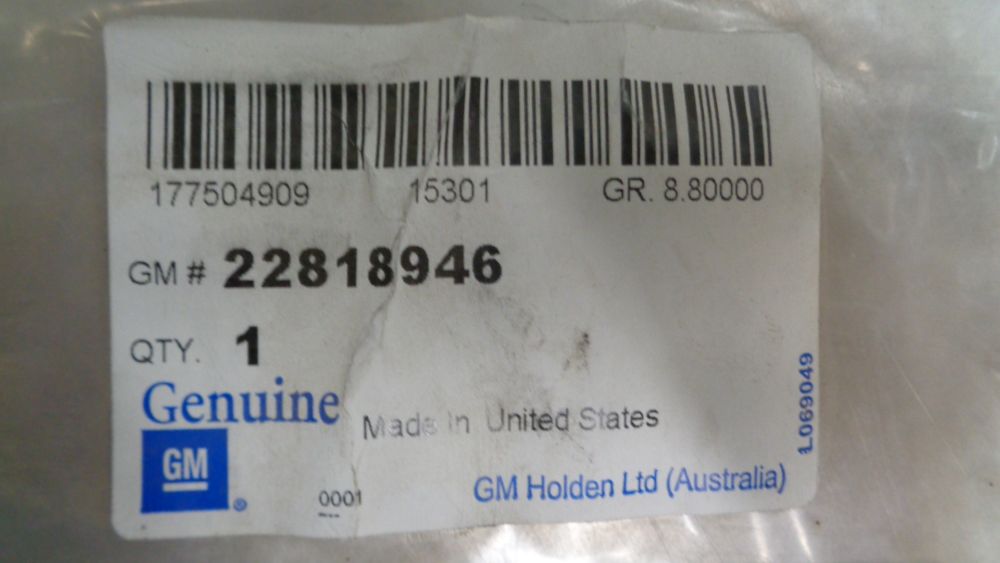 177504909 15301 GR. 8.80000
GM # 22818946
QTY. 1
Genuine
Made in United States
GM
®
0001
GM Holden Ltd (Australia)
L069049